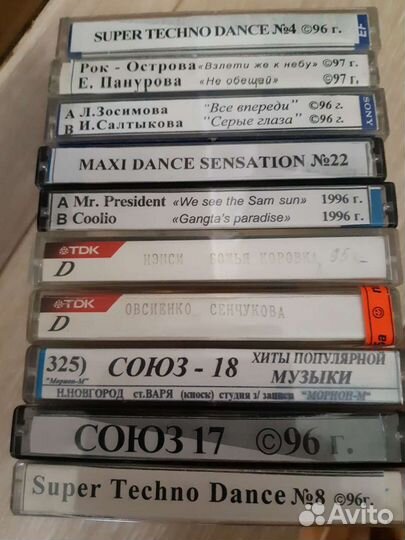 SUPER TECHNO DANCE №4 ©96 г.
EF
Рок - Острова «Взлети же к небу» ©97 г.
Е. Панурова «Не обещай» ©97г.
А Л.Зосимова "Все впереди" ©96 г.
В И.Салтыкова "Серые глаза" ©96 г.
SONY
MAXI DANCE SENSATION №22
A Mr. President «We see the Sam sun» 1996 г.
B Coolio «Gangta's paradise» 1996 г.
TDK
D
НЭНСИ БОЖЬЯ КОРОВКА 95г
TDK
D
ОВСИЕНКО СЕНЧУКОВА
325) СОЮЗ - 18 ХИТЫ ПОПУЛЯРНОЙ
"Морион-М" МУЗЫКИ
Н.НОВГОРОД ст.ВАРЯ (киоск) студия з/записи "МОРИОН-М"
СОЮЗ 17 ©96 г.
Super Techno Dance №8 ©96г.
Avito